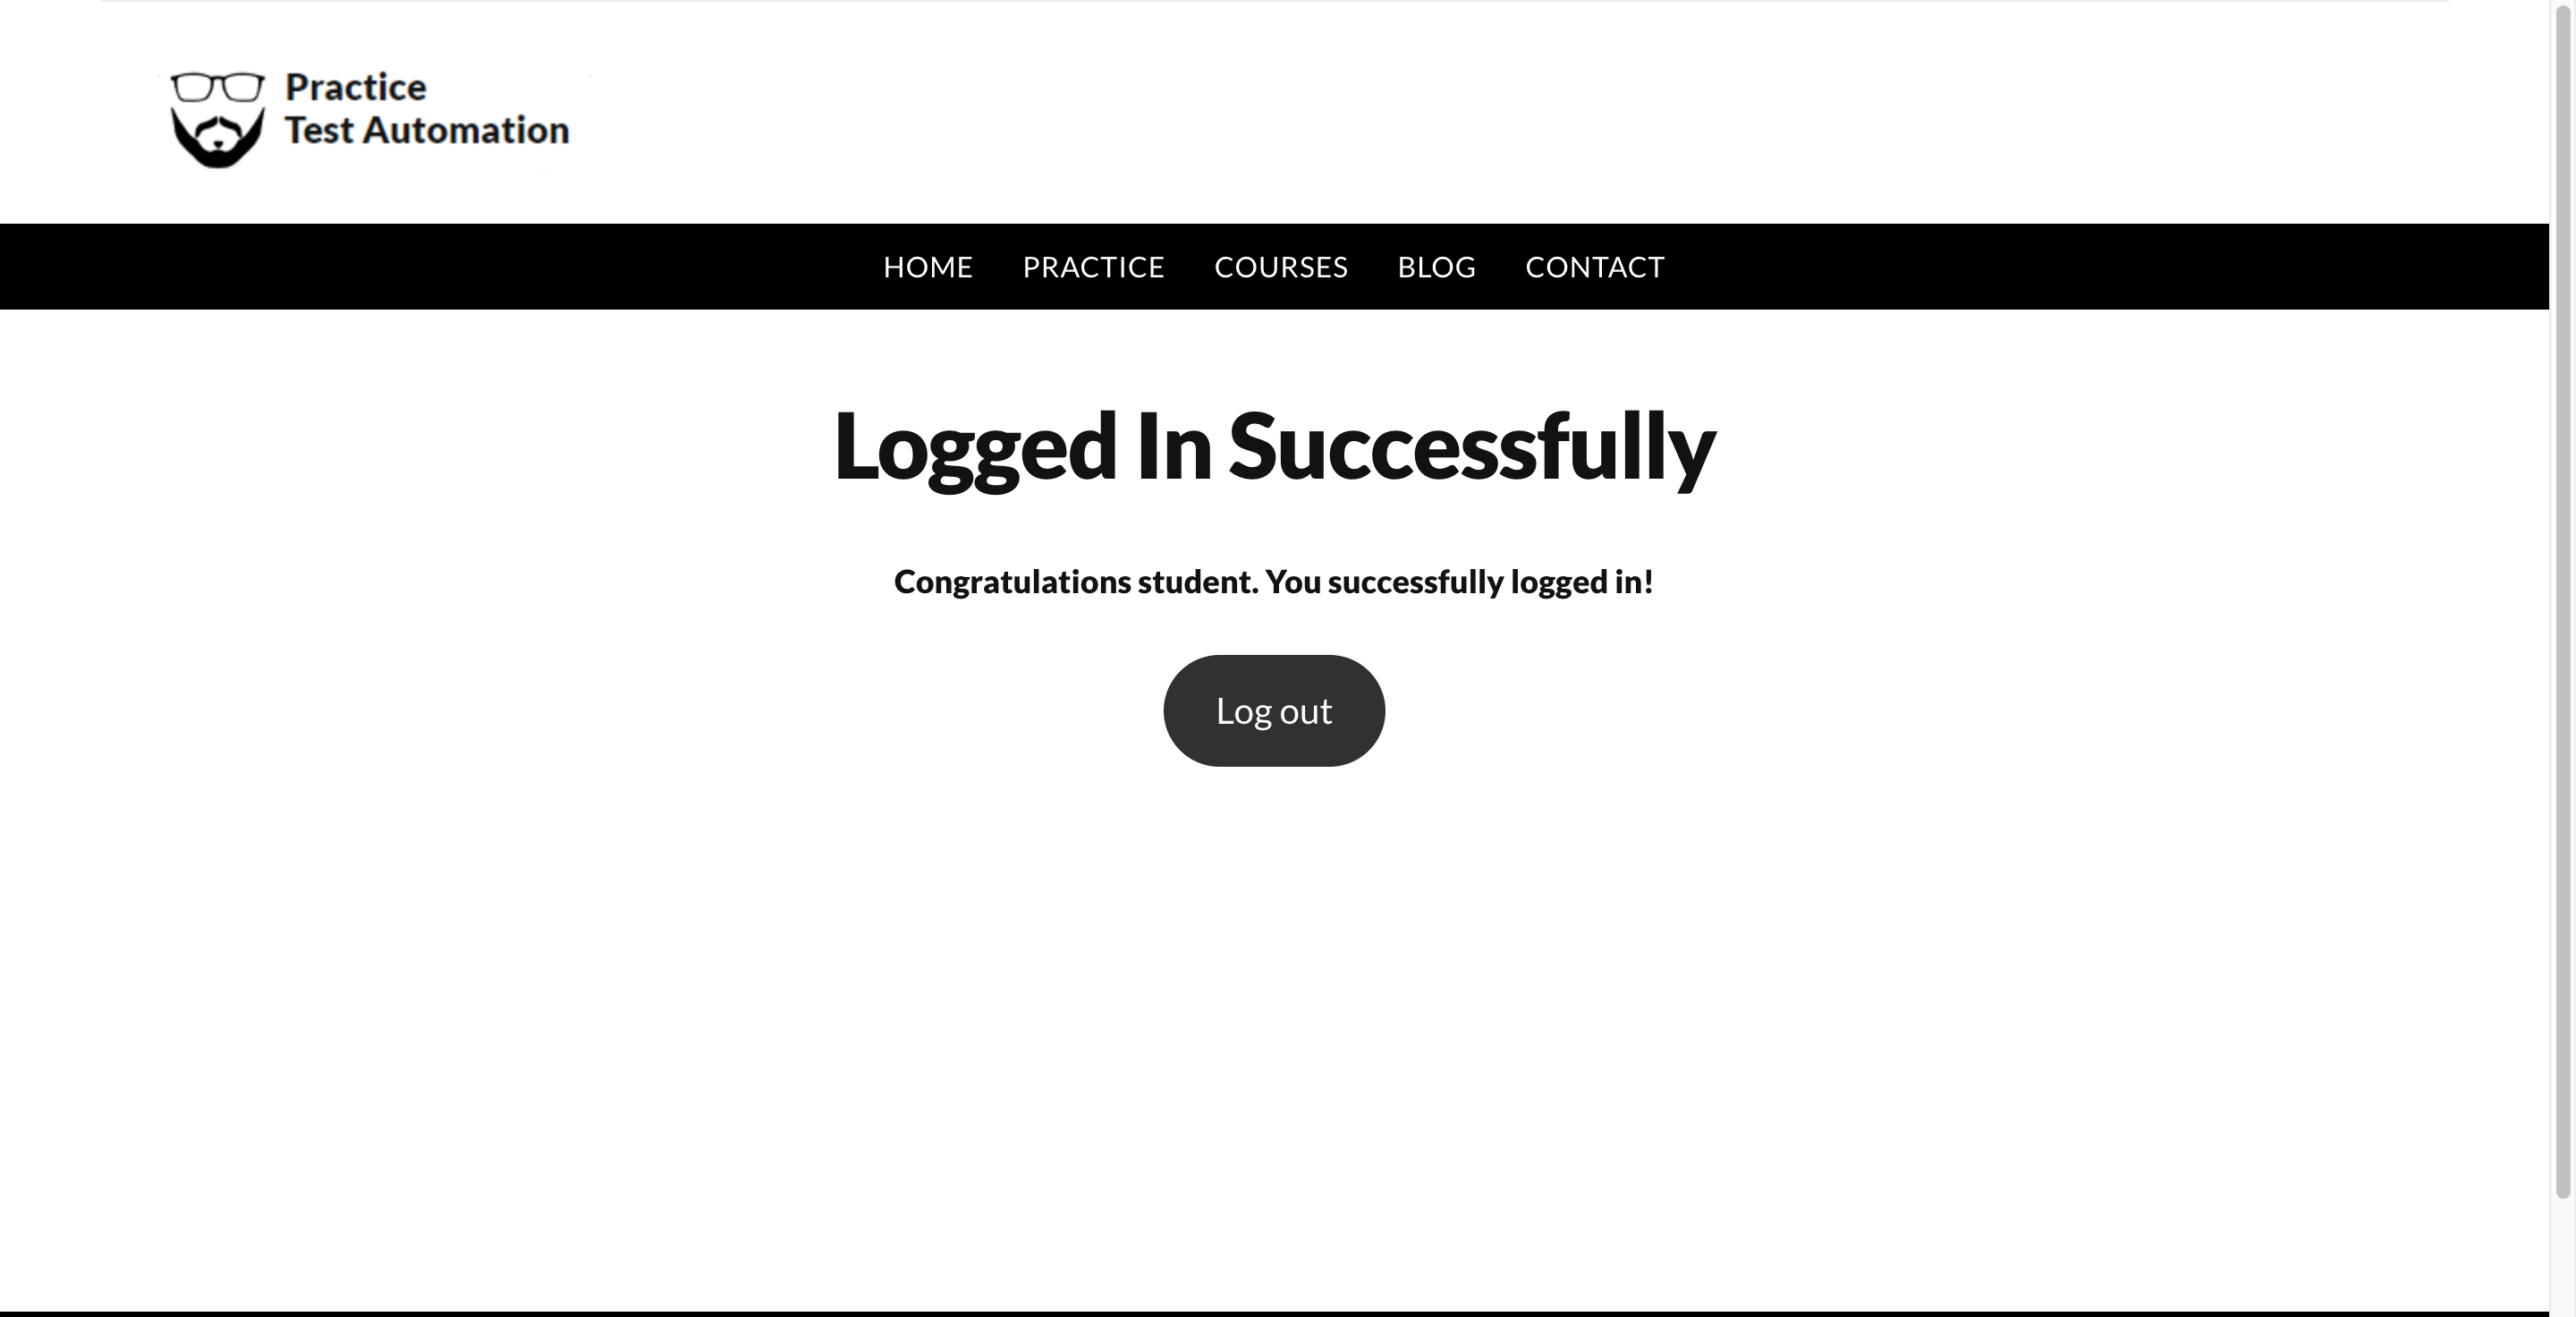 Practice
Test Automation
HOME PRACTICE COURSES BLOG CONTACT
Logged In Successfully
Congratulations student. You successfully logged in!
Log out